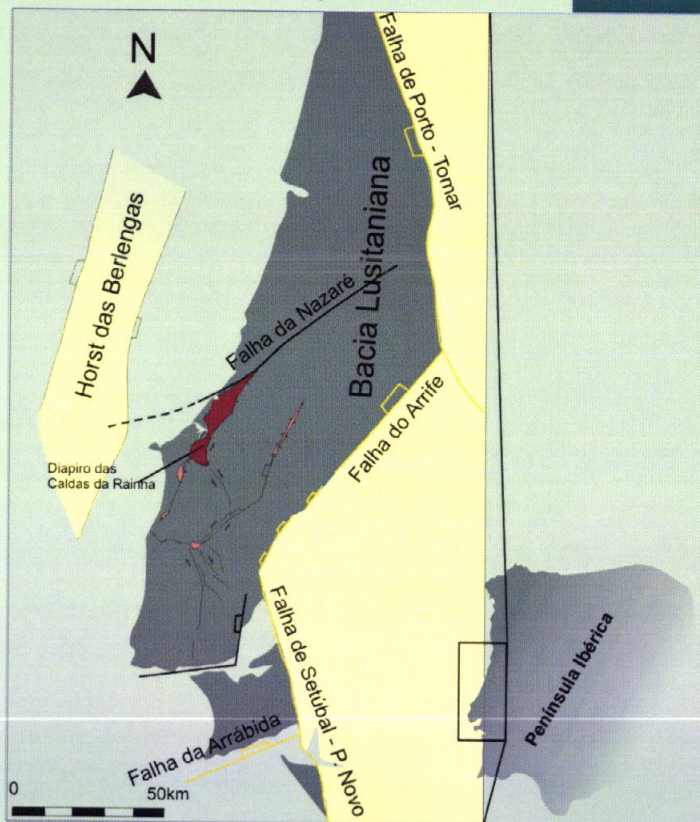 N
Falha de Porto - Tomar
Horst das Berlengas
Bacia Lusitaniana
Falha da Nazaré
Diapiro das
Caldas da Rainha
Falha do Arrife
Falha de Setúbal - P. Novo
Península Ibérica
Falha da Arrábida
0
50km